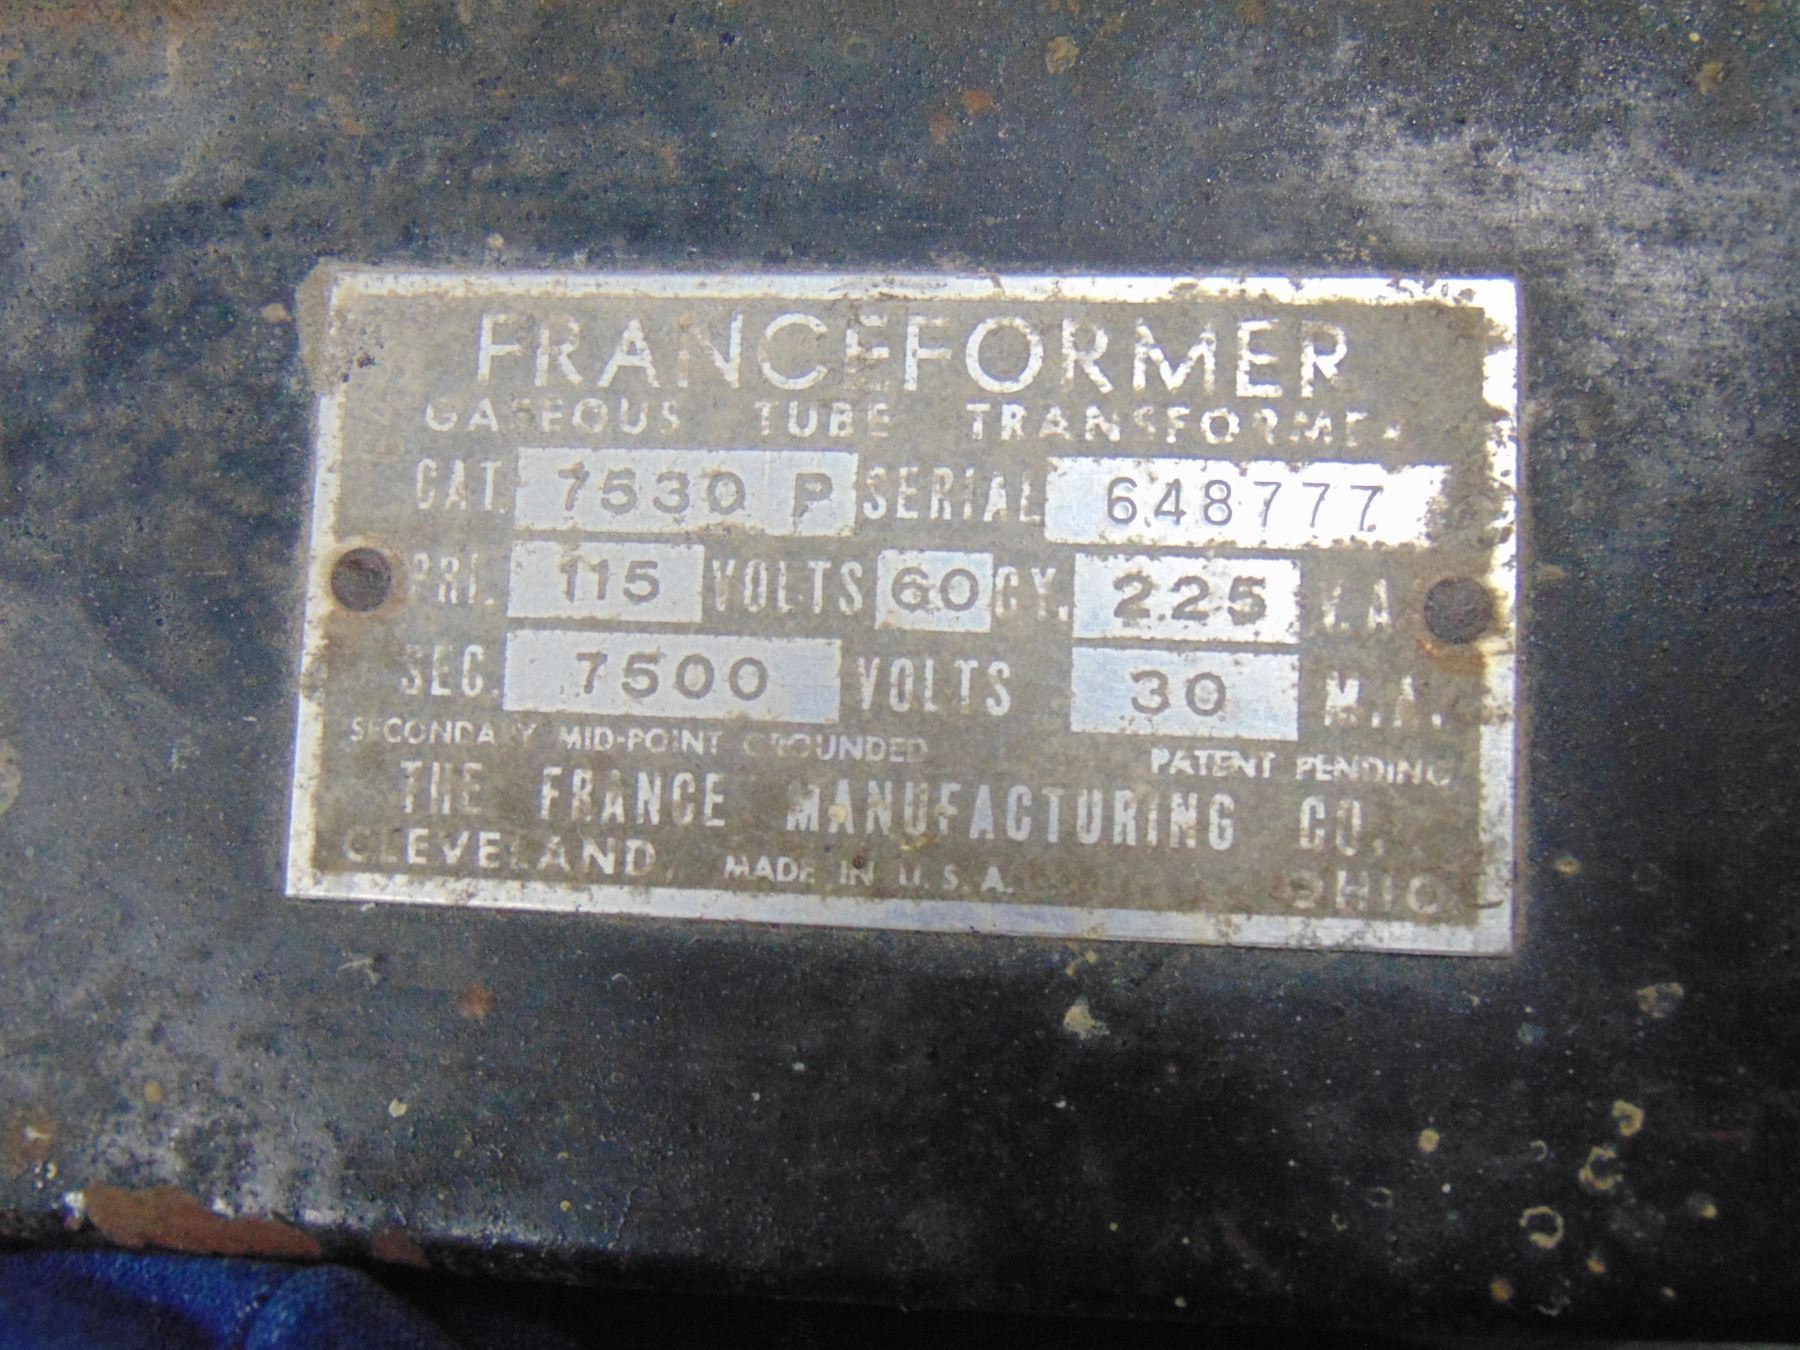 FRANCEFORMER
GASEOUS TUBE TRANSFORMER
CAT. 7530 P SERIAL 648777
PRI. 115 VOLTS 60 CY. 225 V.A.
SEC. 7500 VOLTS 30 M.A.
SECONDARY MID-POINT GROUNDED PATENT PENDING
THE FRANCE MANUFACTURING CO.
CLEVELAND, MADE IN U.S.A. OHIO